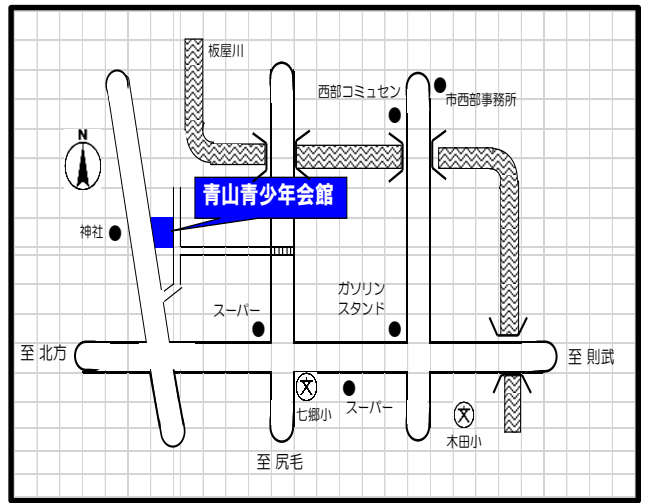 板屋川
西部コミュセン
市西部事務所
N
青山青少年会館
神社
ガソリン
スタンド
スーパー
至 北方
至 則武
文
七郷小
スーパー
文
木田小
至 尻毛